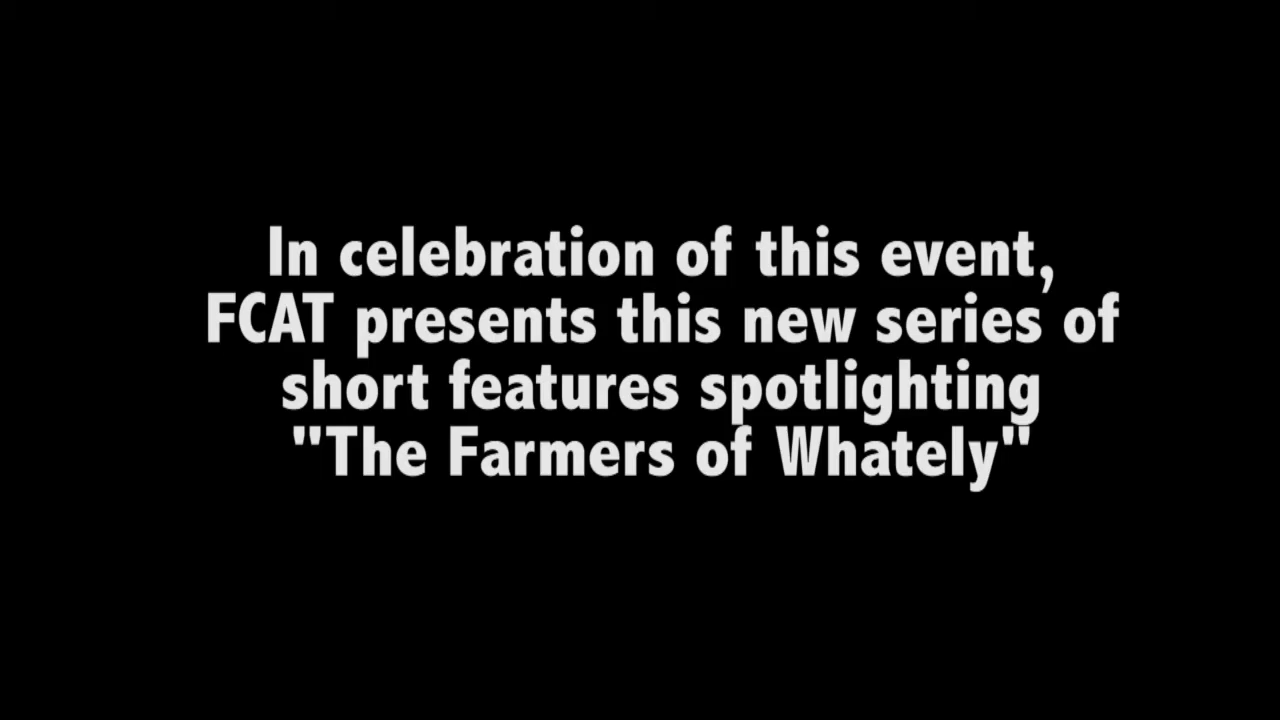 In celebration of this event,
FCAT presents this new series of
short features spotlighting
"The Farmers of Whately"